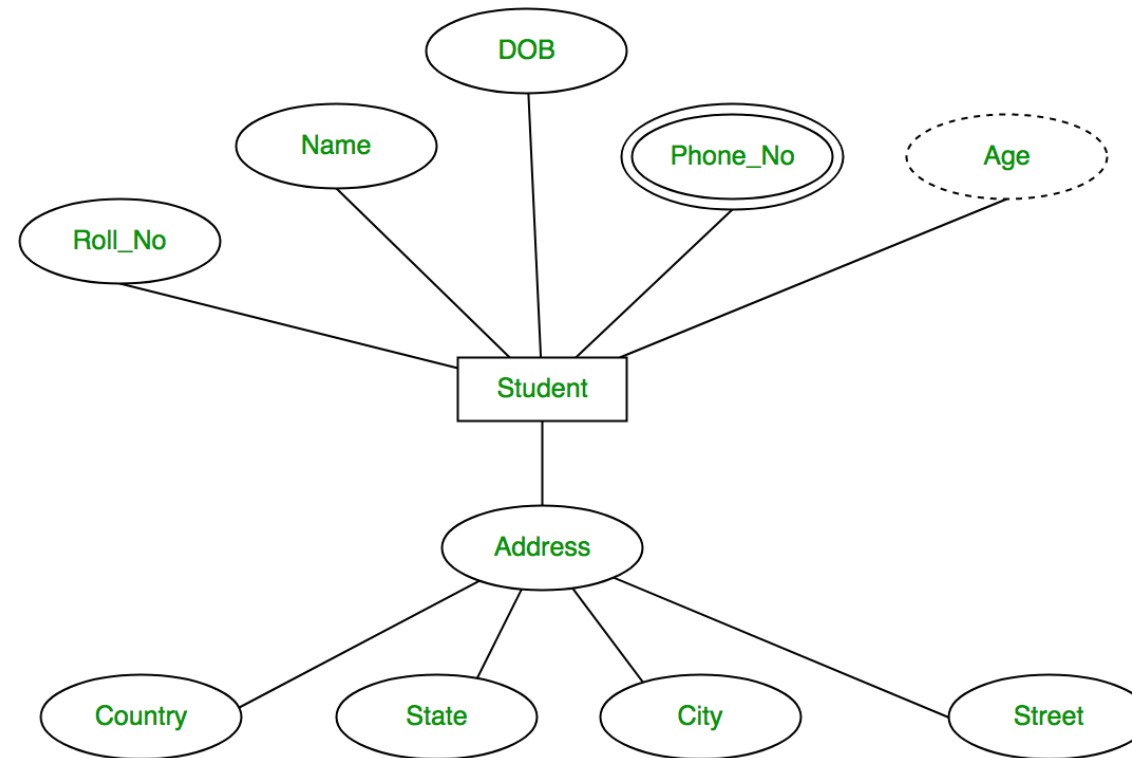 DOB
Name
Phone_No
Age
Roll_No
Student
Address
Country
State
City
Street